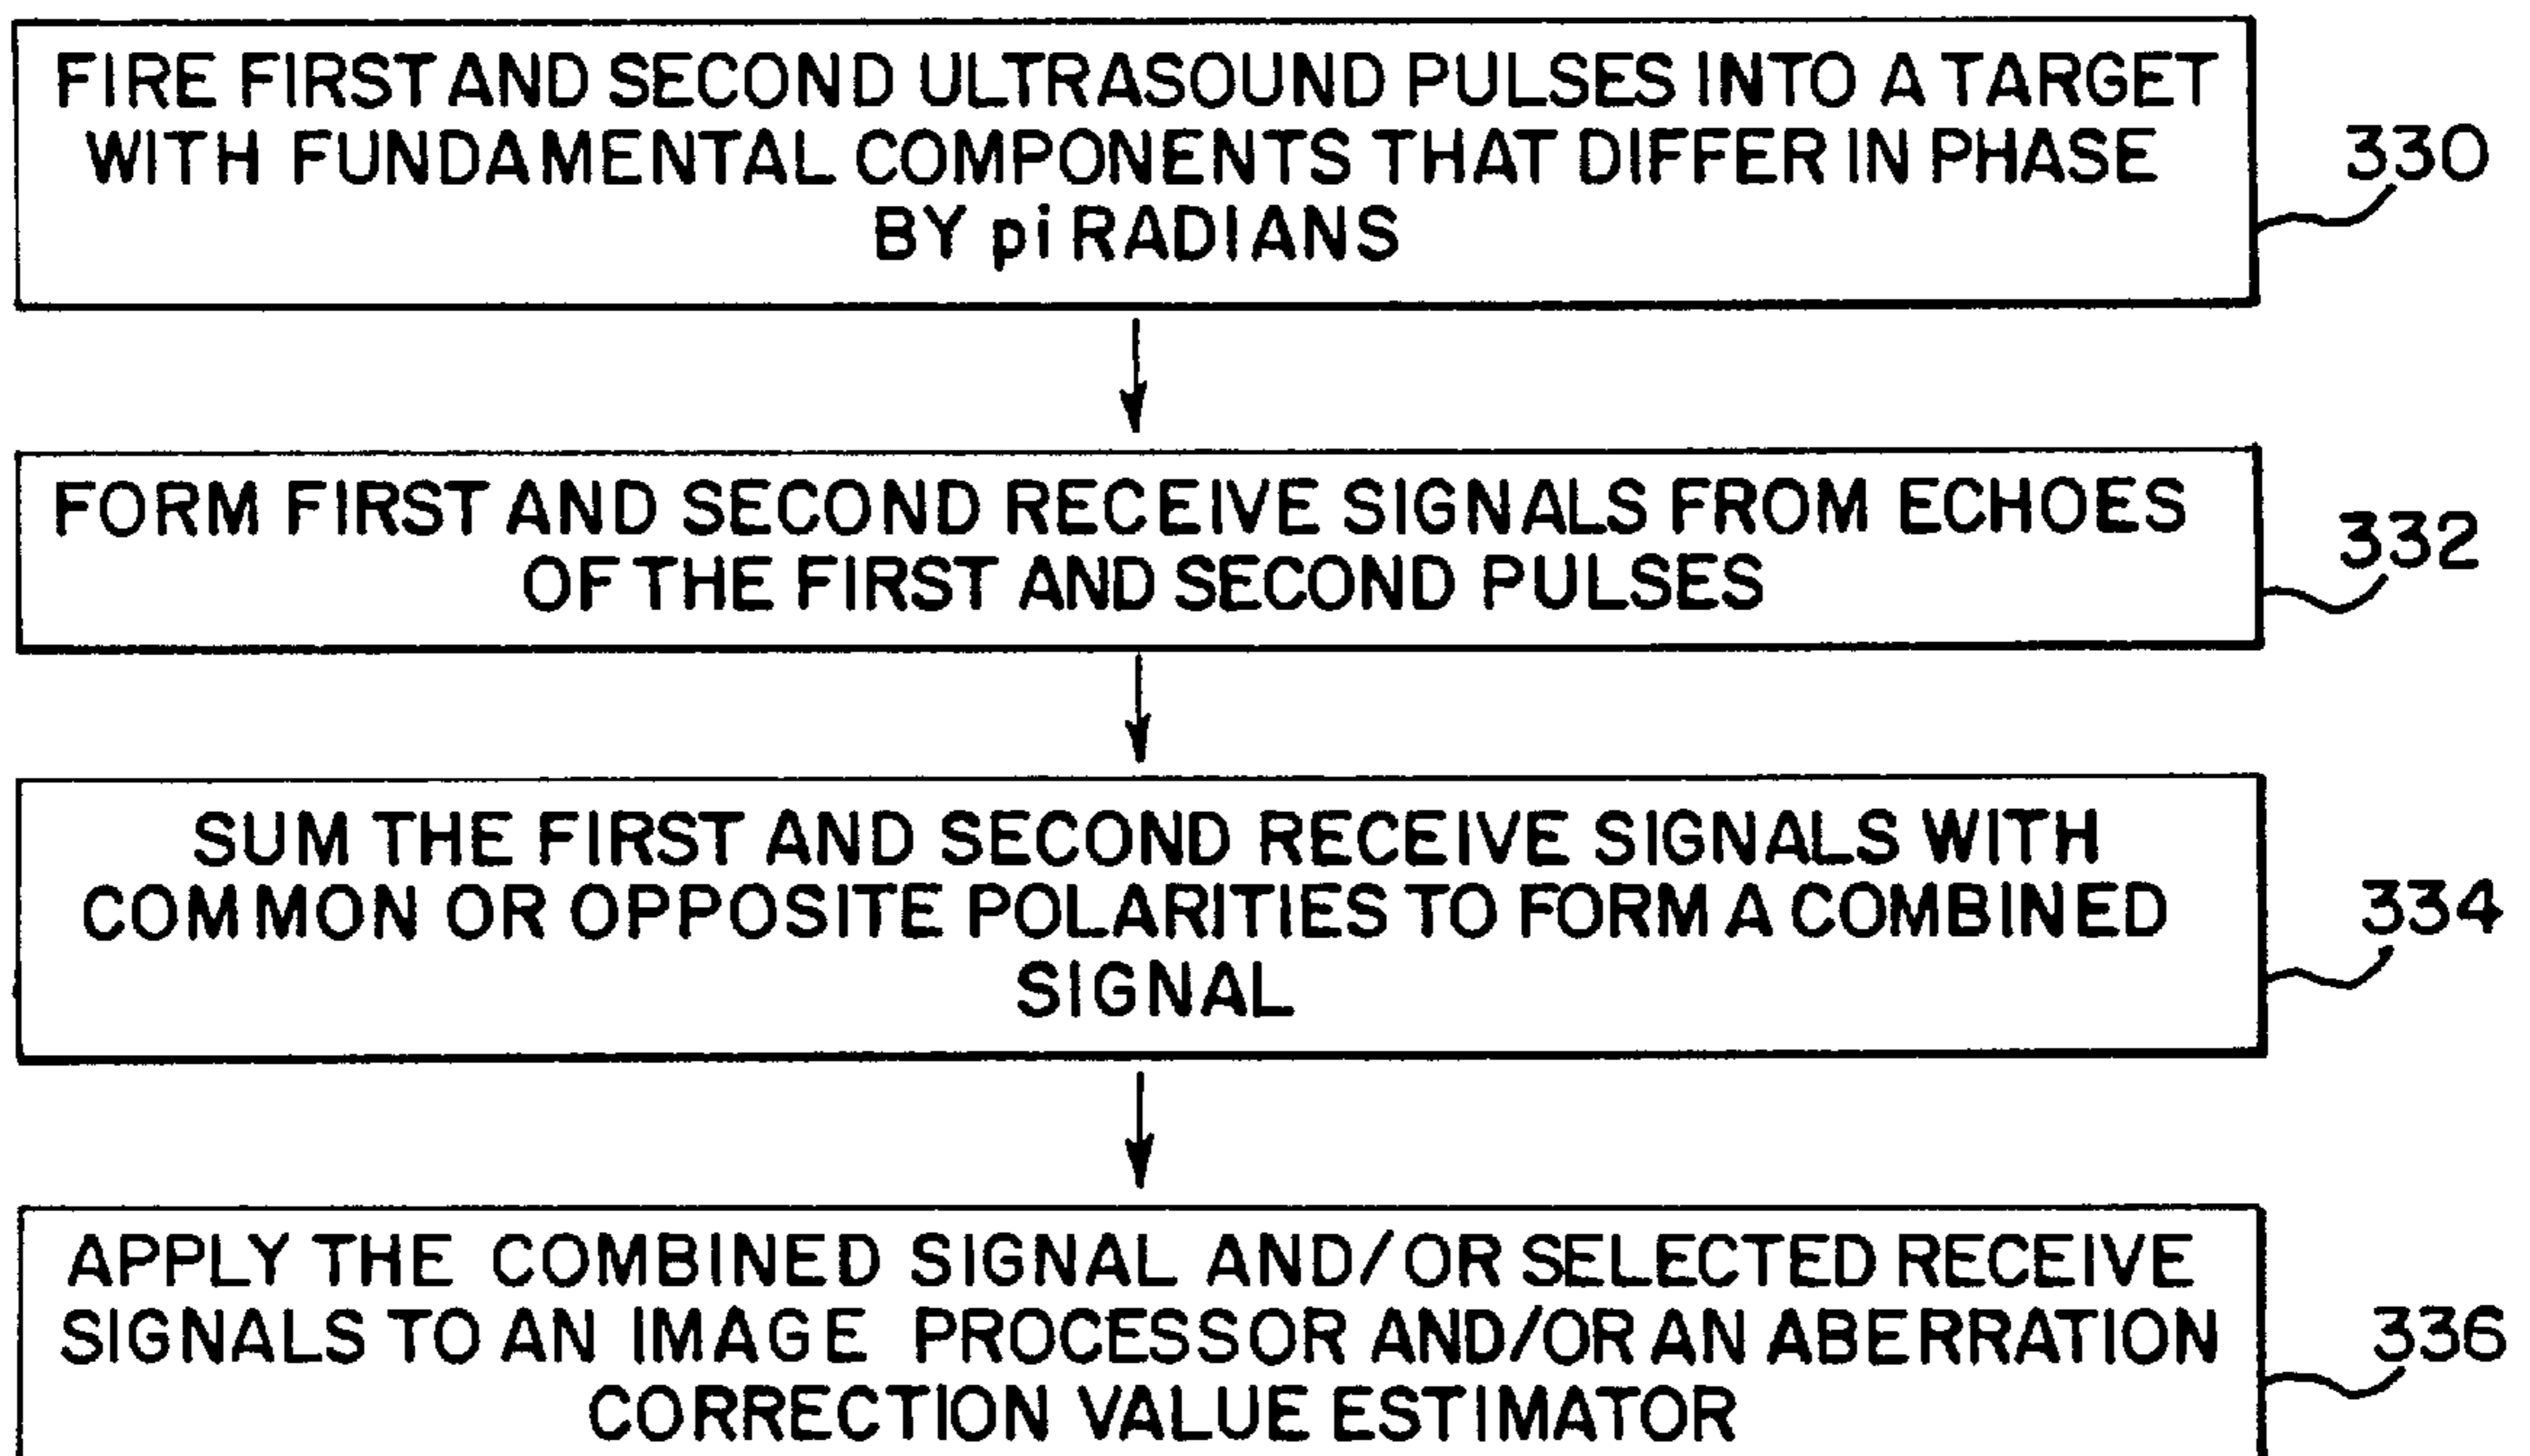 FIRE FIRST AND SECOND ULTRASOUND PULSES INTO A TARGET
WITH FUNDAMENTAL COMPONENTS THAT DIFFER IN PHASE
BY pi RADIANS
330
FORM FIRST AND SECOND RECEIVE SIGNALS FROM ECHOES
OF THE FIRST AND SECOND PULSES
332
SUM THE FIRST AND SECOND RECEIVE SIGNALS WITH
COMMON OR OPPOSITE POLARITIES TO FORM A COMBINED
SIGNAL
334
APPLY THE COMBINED SIGNAL AND/OR SELECTED RECEIVE
SIGNALS TO AN IMAGE PROCESSOR AND/OR AN ABERRATION
CORRECTION VALUE ESTIMATOR
336